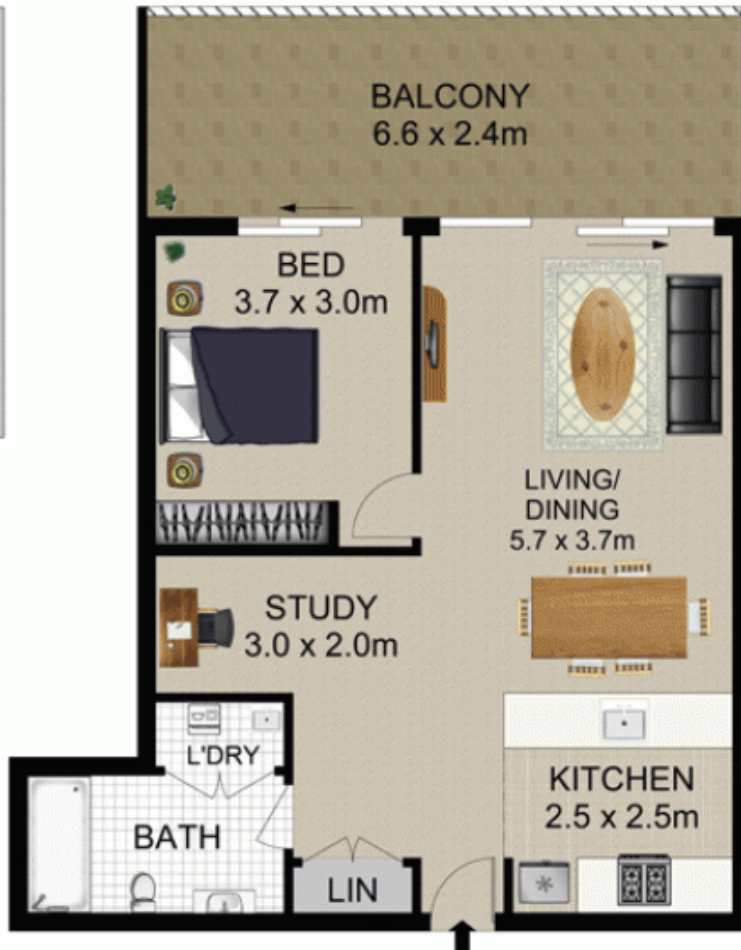 BALCONY
6.6 x 2.4m
BED
3.7 x 3.0m
LIVING/
DINING
5.7 x 3.7m
STUDY
3.0 x 2.0m
L'DRY
KITCHEN
2.5 x 2.5m
BATH
LIN